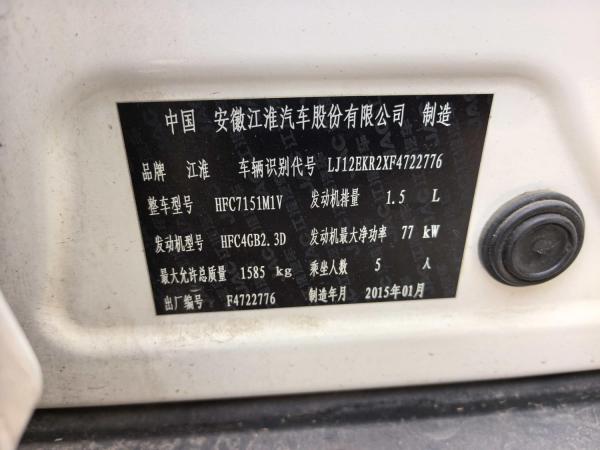 中国 安徽江淮汽车股份有限公司 制造
品牌 江淮 车辆识别代号 LJ12EKR2XF4722776
整车型号 HFC7151M1V 发动机排量 1.5 L
发动机型号 HFC4GB2.3D 发动机最大净功率 77 kW
最大允许总质量 1585 kg 乘坐人数 5 人
出厂编号 F4722776 制造年月 2015年01月